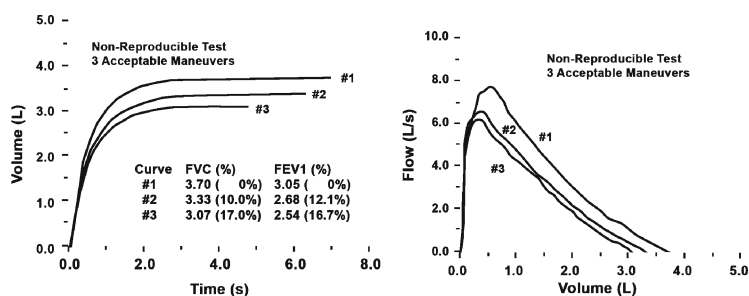 5.0
4.0
3.0
2.0
1.0
0.0
Volume (L)
Non-Reproducible Test
3 Acceptable Maneuvers
#1
#2
#3
Curve FVC (%) FEV1 (%)
#1 3.70 ( 0%) 3.05 ( 0%)
#2 3.33 (10.0%) 2.68 (12.1%)
#3 3.07 (17.0%) 2.54 (16.7%)
0.0 2.0 4.0 6.0 8.0
Time (s)
10.0
8.0
6.0
4.0
2.0
0.0
Flow (L/s)
Non-Reproducible Test
3 Acceptable Maneuvers
#1
#2
#3
0.0 1.0 2.0 3.0 4.0 5.0
Volume (L)